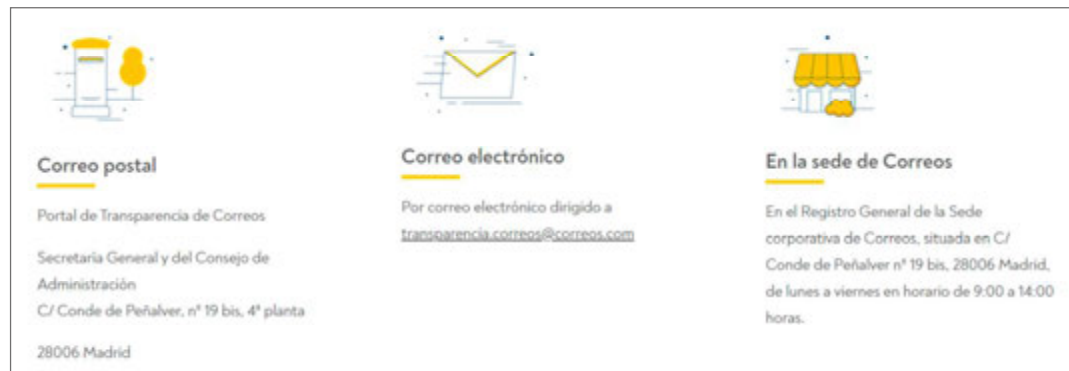 Correo postal
Portal de Transparencia de Correos
Secretaria General y del Consejo de
Administración
C/ Conde de Peñalver, nº 19 bis, 4ª planta
28006 Madrid
Correo electrónico
Por correo electrónico dirigido a
transparencia.correos@correos.com
En la sede de Correos
En el Registro General de la Sede
corporativa de Correos, situada en C/
Conde de Peñalver nº 19 bis, 28006 Madrid,
de lunes a viernes en horario de 9:00 a 14:00
horas.